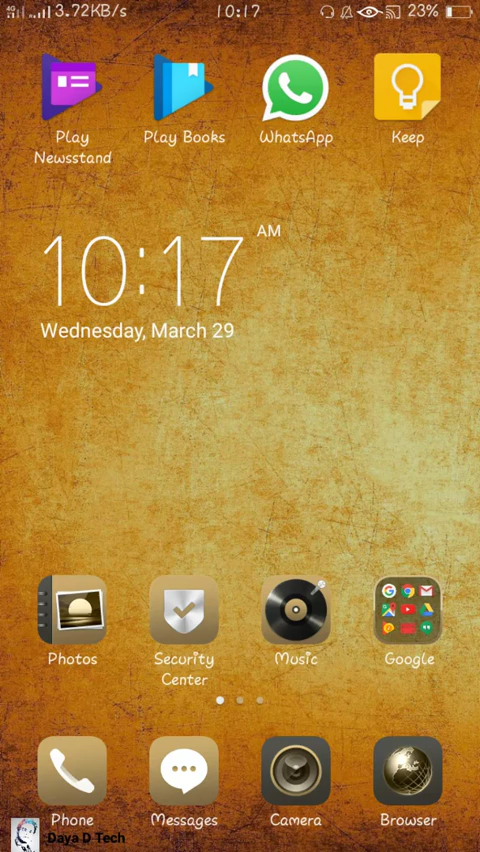 4G 3.72KB/s 10:17 23%
Play Newsstand
Play Books
WhatsApp
Keep
10:17 AM
Wednesday, March 29
Photos
Security Center
Music
Google
Phone
Messages
Camera
Browser
Daya D Tech